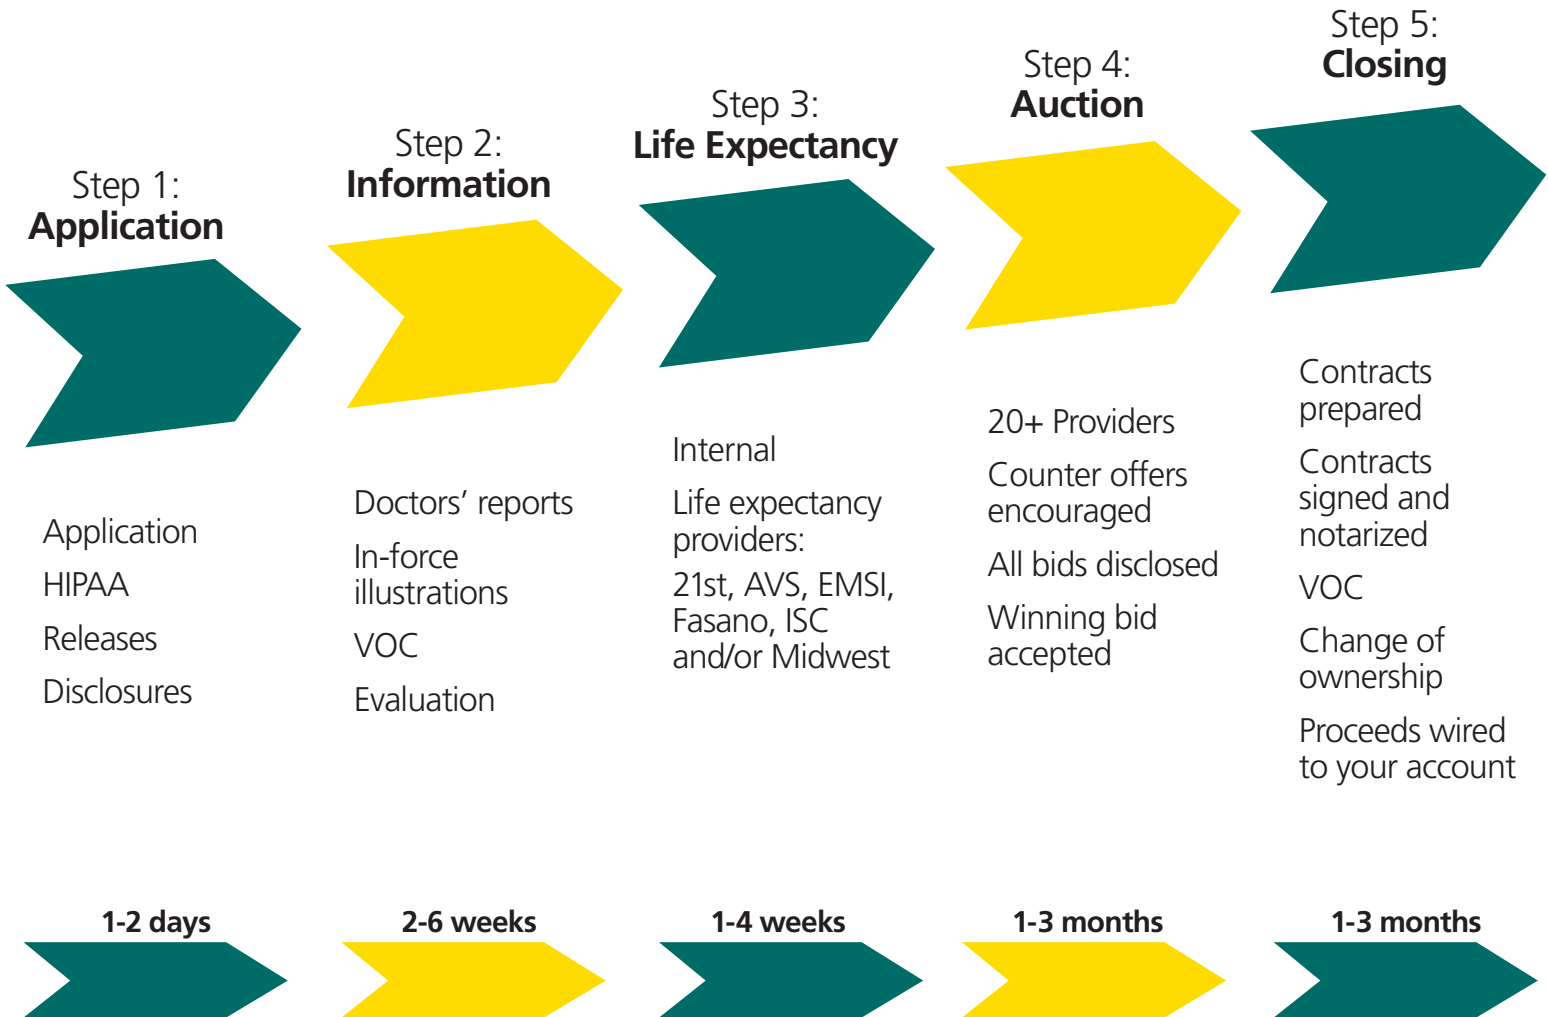 Step 1:
Application
Application
HIPAA
Releases
Disclosures
1-2 days
Step 2:
Information
Doctors’ reports
In-force
illustrations
VOC
Evaluation
2-6 weeks
Step 3:
Life Expectancy
Internal
Life expectancy
providers:
21st, AVS, EMSI,
Fasano, ISC
and/or Midwest
1-4 weeks
Step 4:
Auction
20+ Providers
Counter offers
encouraged
All bids disclosed
Winning bid
accepted
1-3 months
Step 5:
Closing
Contracts
prepared
Contracts
signed and
notarized
VOC
Change of
ownership
Proceeds wired
to your account
1-3 months